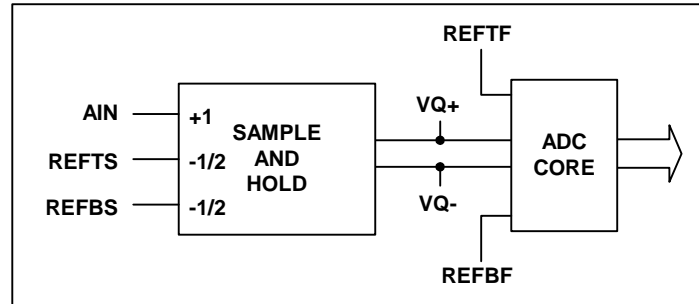 REFTF
AIN
+1
SAMPLE
AND
HOLD
VQ+
ADC
CORE
REFTS
-1/2
REFBS
-1/2
VQ-
REFBF